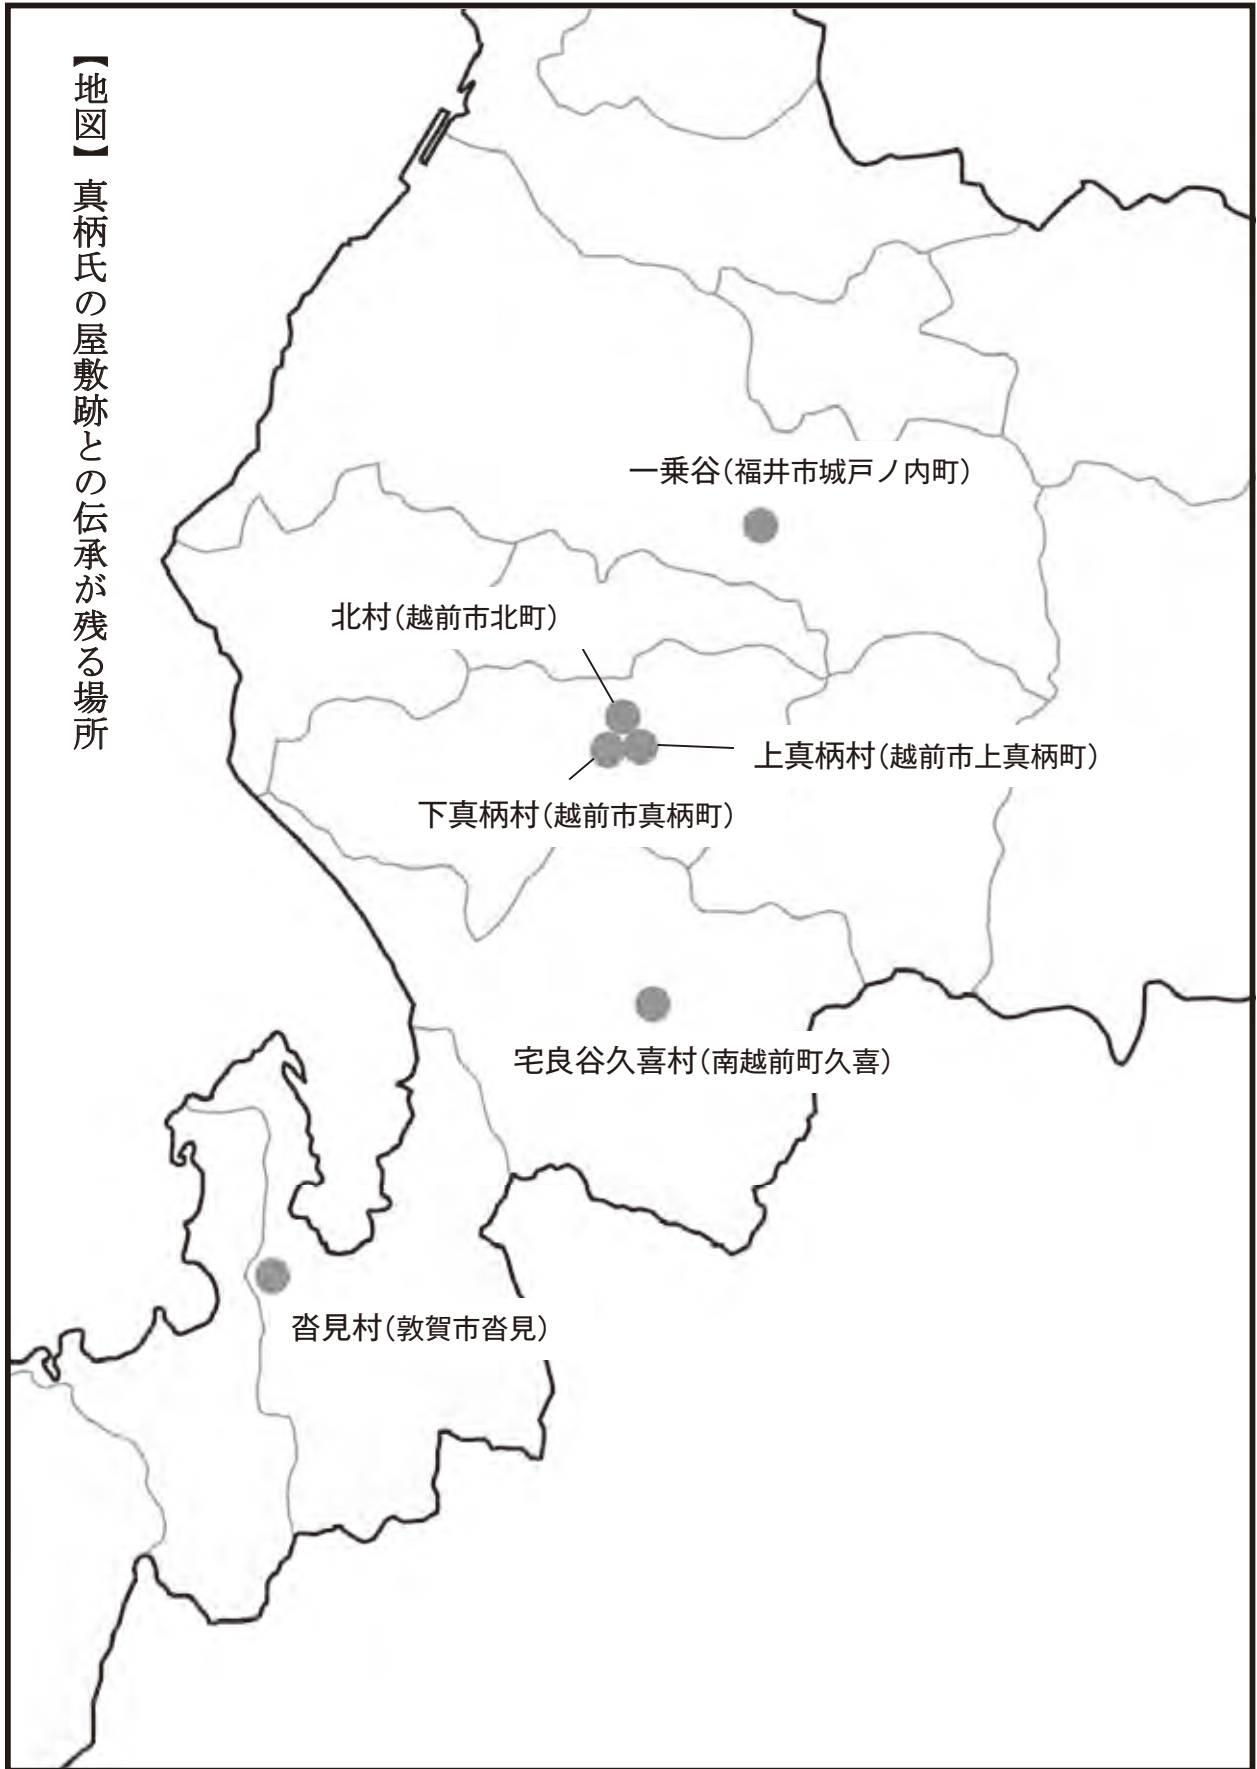 【地図】真柄氏の屋敷跡との伝承が残る場所
一乗谷(福井市城戸ノ内町)
北村(越前市北町)
上真柄村(越前市上真柄町)
下真柄村(越前市真柄町)
宅良谷久喜村(南越前町久喜)
沓見村(敦賀市沓見)